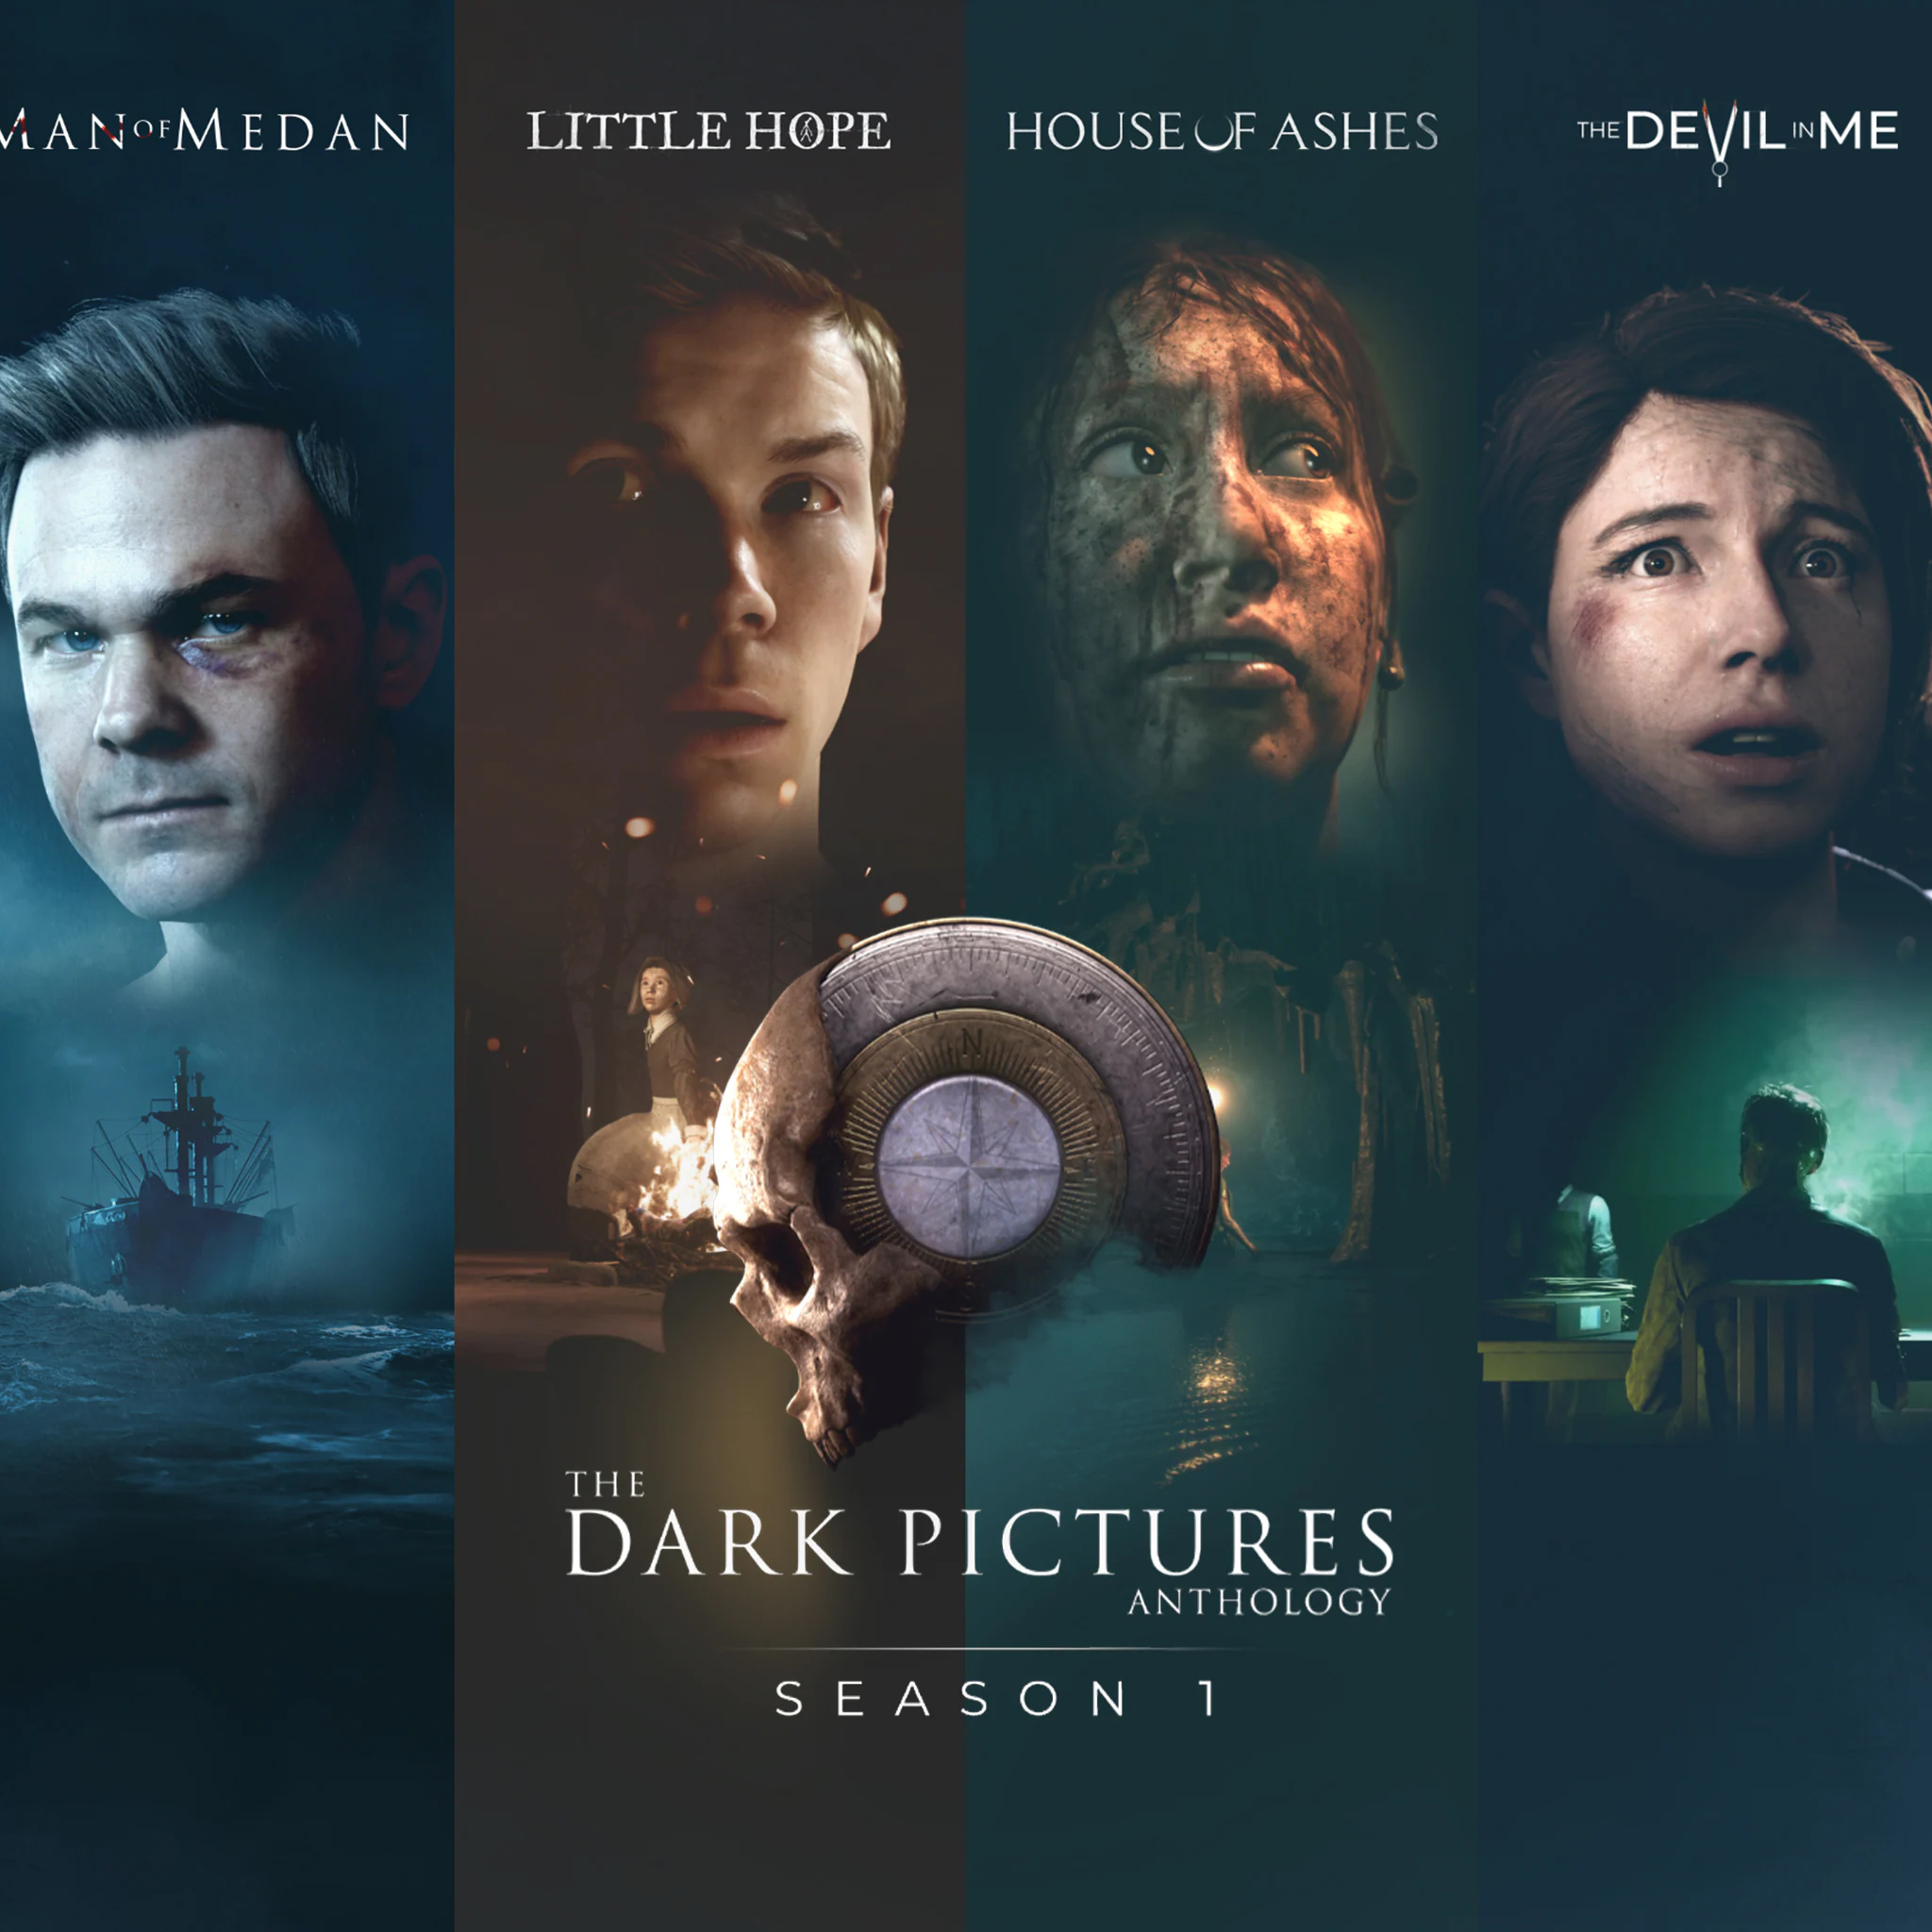 MAN OF MEDAN
LITTLE HOPE
HOUSE OF ASHES
THE DEVIL IN ME
N
THE
DARK PICTURES
ANTHOLOGY
SEASON 1